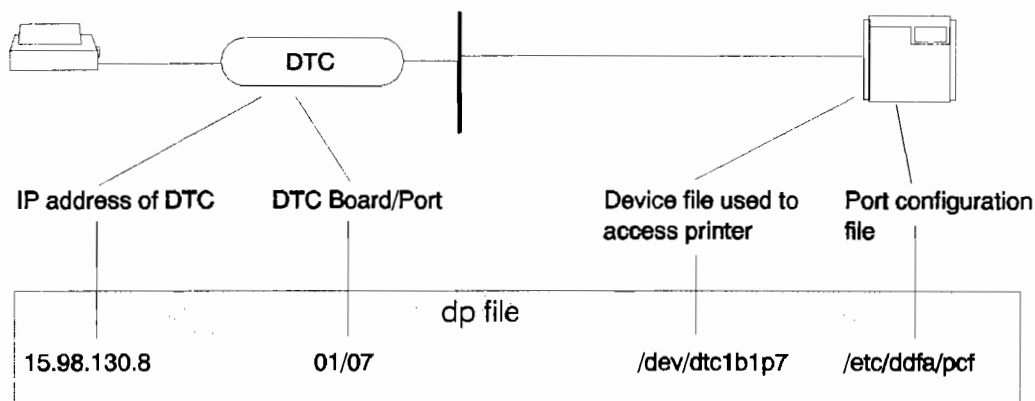 DTC
IP address of DTC
DTC Board/Port
Device file used to
access printer
Port configuration
file
dp file
15.98.130.8
01/07
/dev/dtc1b1p7
/etc/ddfa/pcf